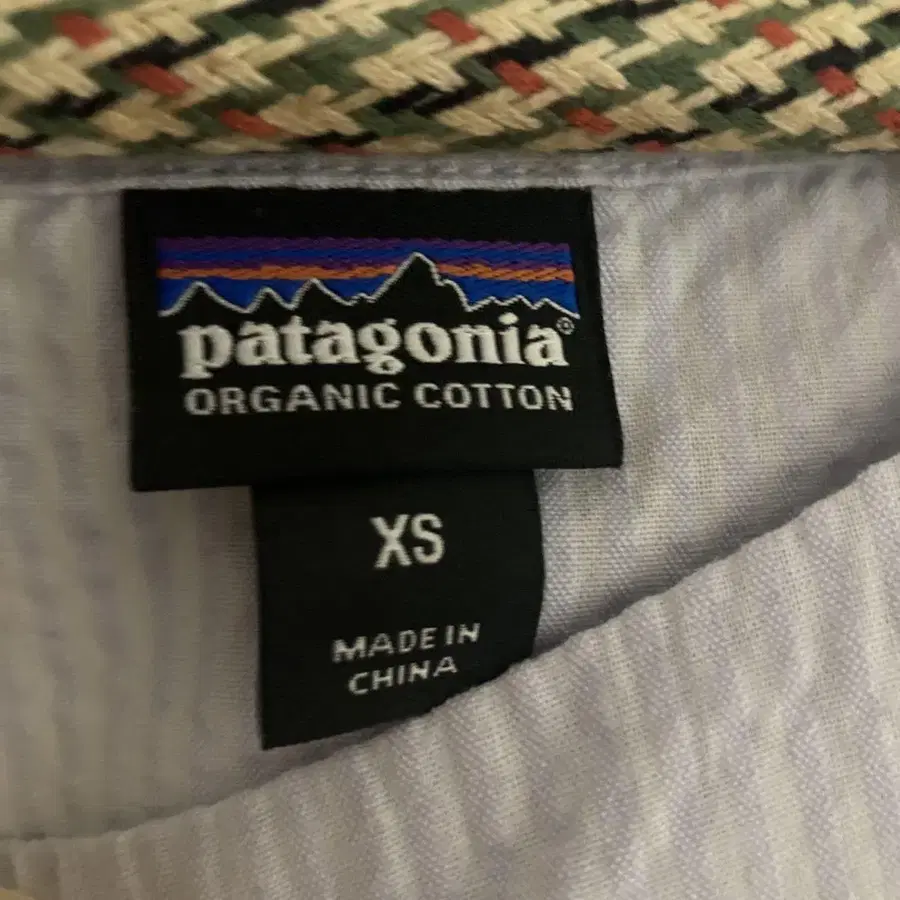 patagonia®
ORGANIC COTTON
XS
MADE IN
CHINA